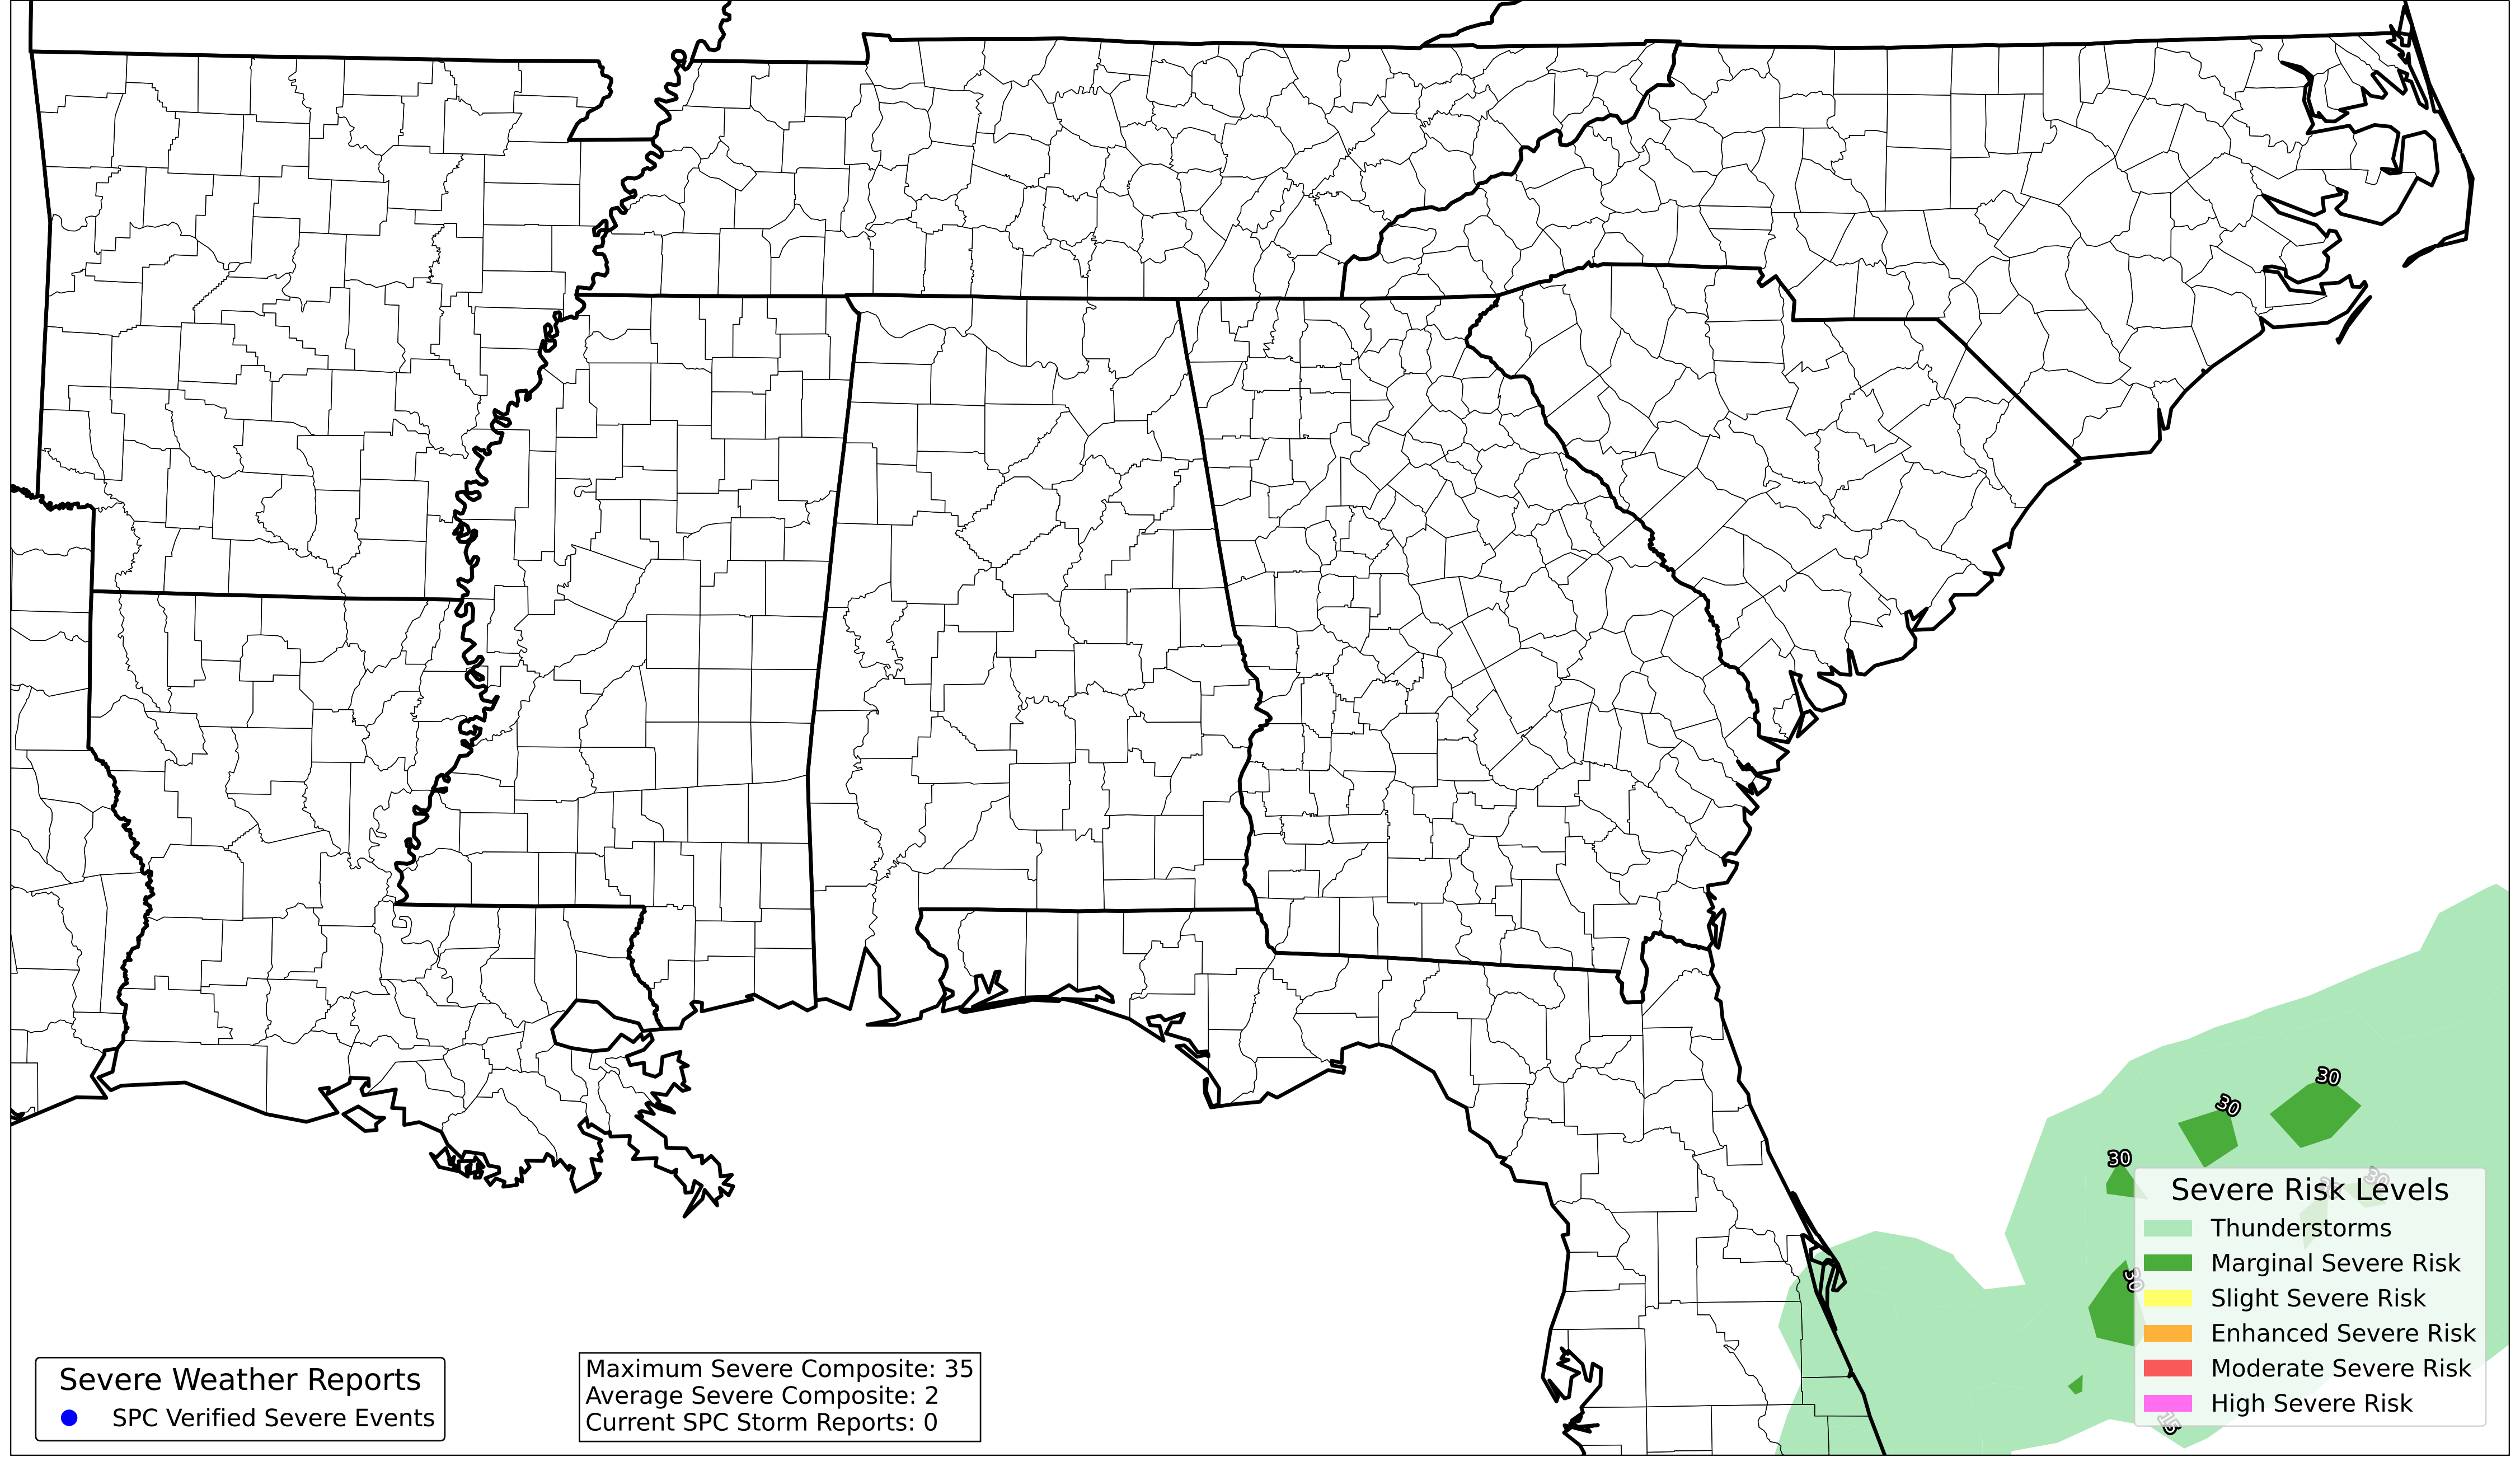 30
30
30
30
30
Severe Risk Levels
Thunderstorms
Marginal Severe Risk
Slight Severe Risk
Enhanced Severe Risk
Moderate Severe Risk
High Severe Risk
15
Severe Weather Reports
SPC Verified Severe Events
Maximum Severe Composite: 35
Average Severe Composite: 2
Current SPC Storm Reports: 0